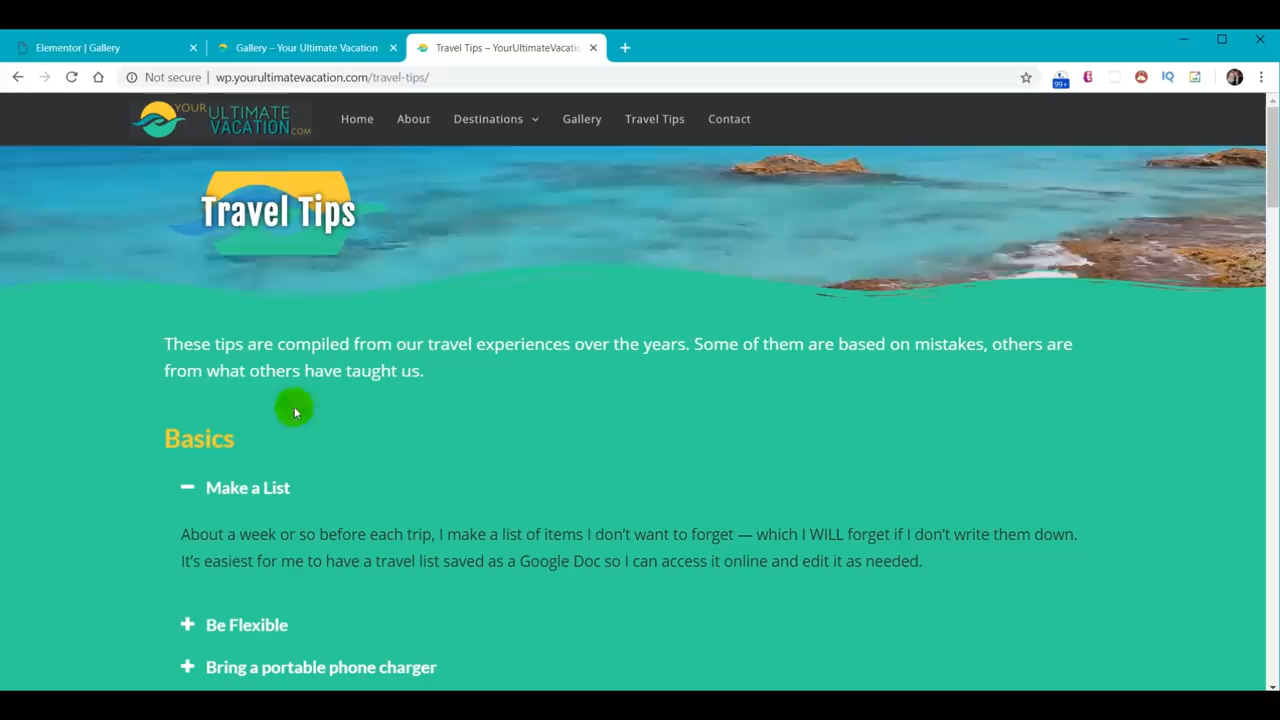 Elementor | Gallery
Gallery – Your Ultimate Vacation
Travel Tips – YourUltimateVacatio
Not secure
wp.yourultimatevacation.com/travel-tips/
99+
IQ
YOUR ULTIMATE
VACATION.COM
Home About Destinations Gallery Travel Tips Contact
Travel Tips
These tips are compiled from our travel experiences over the years. Some of them are based on mistakes, others are
from what others have taught us.
Basics
Make a List
About a week or so before each trip, I make a list of items I don't want to forget — which I WILL forget if I don't write them down.
It's easiest for me to have a travel list saved as a Google Doc so I can access it online and edit it as needed.
Be Flexible
Bring a portable phone charger